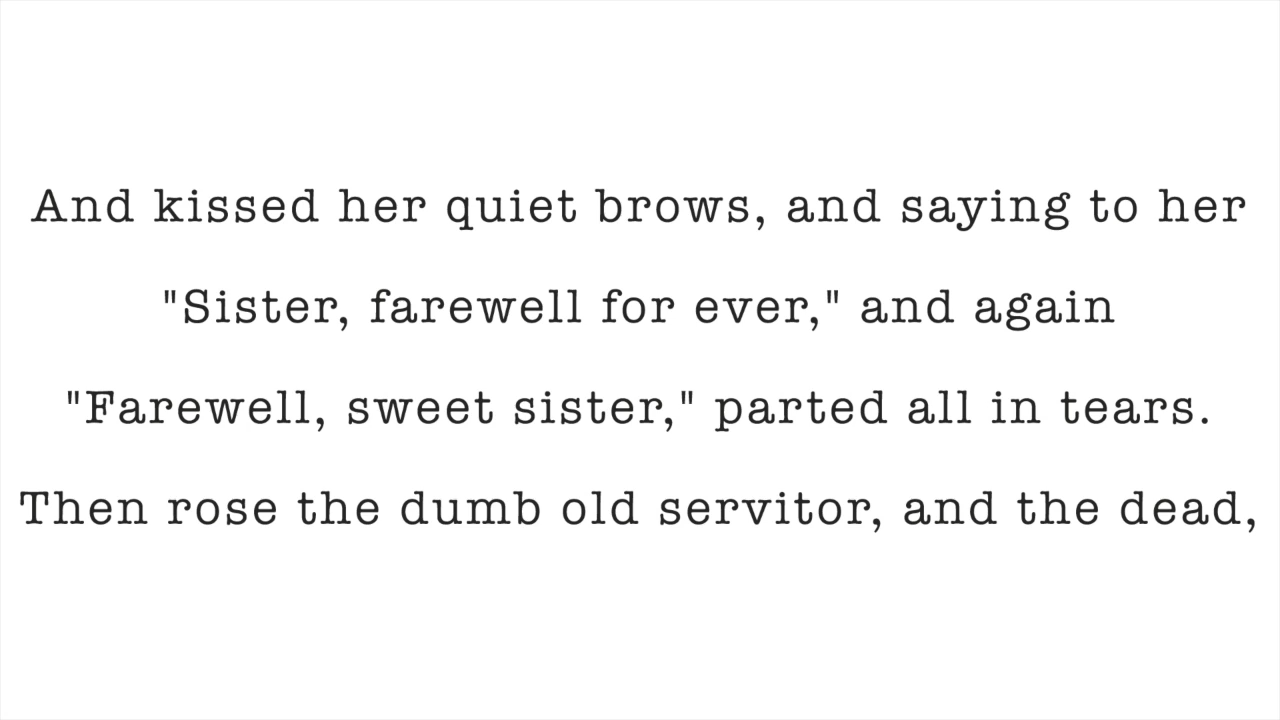 And kissed her quiet brows, and saying to her
"Sister, farewell for ever," and again
"Farewell, sweet sister," parted all in tears.
Then rose the dumb old servitor, and the dead,